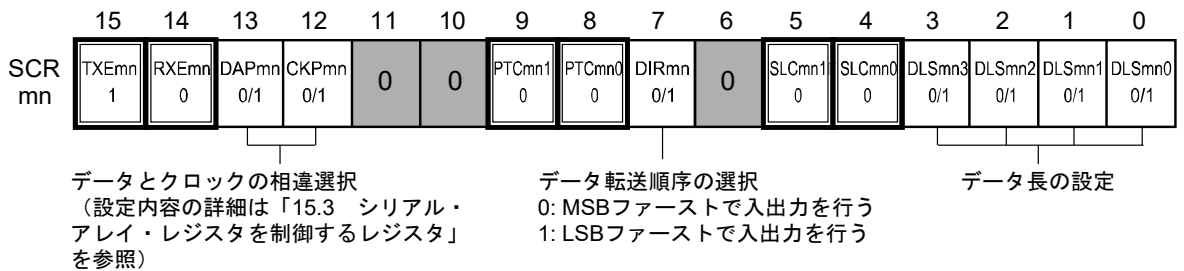 15 14 13 12 11 10 9 8 7 6 5 4 3 2 1 0
SCR
mn
TXEmn RXEmn DAPmn CKPmn 0 0 PTCmn1 PTCmn0 DIRmn 0 SLCmn1 SLCmn0 DLSmn3 DLSmn2 DLSmn1 DLSmn0
1 0 0/1 0/1 0 0 0/1 0 0 0/1 0/1 0/1 0/1
データとクロックの相違選択
(設定内容の詳細は「15.3 シリアル・
アレイ・レジスタを制御するレジスタ」
を参照)
データ転送順序の選択
0: MSBファーストで入出力を行う
1: LSBファーストで入出力を行う
データ長の設定